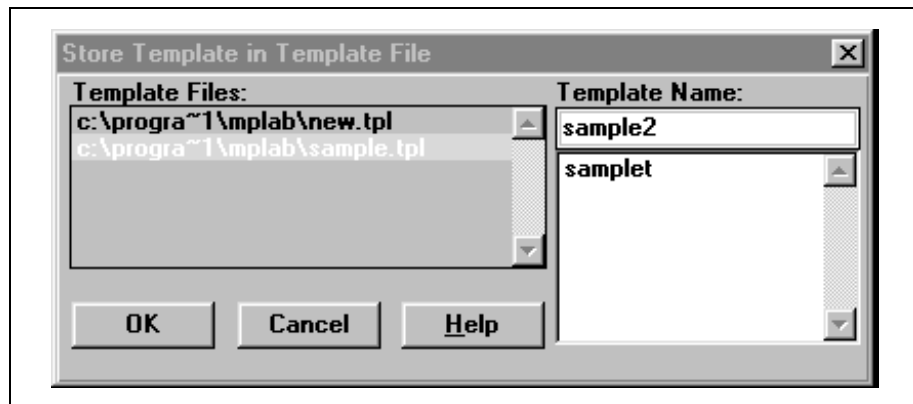 Store Template in Template File
Template Files:
c:\progra~1\mplab\new.tpl
c:\progra~1\mplab\sample.tpl
Template Name:
sample2
samplet
OK
Cancel
Help